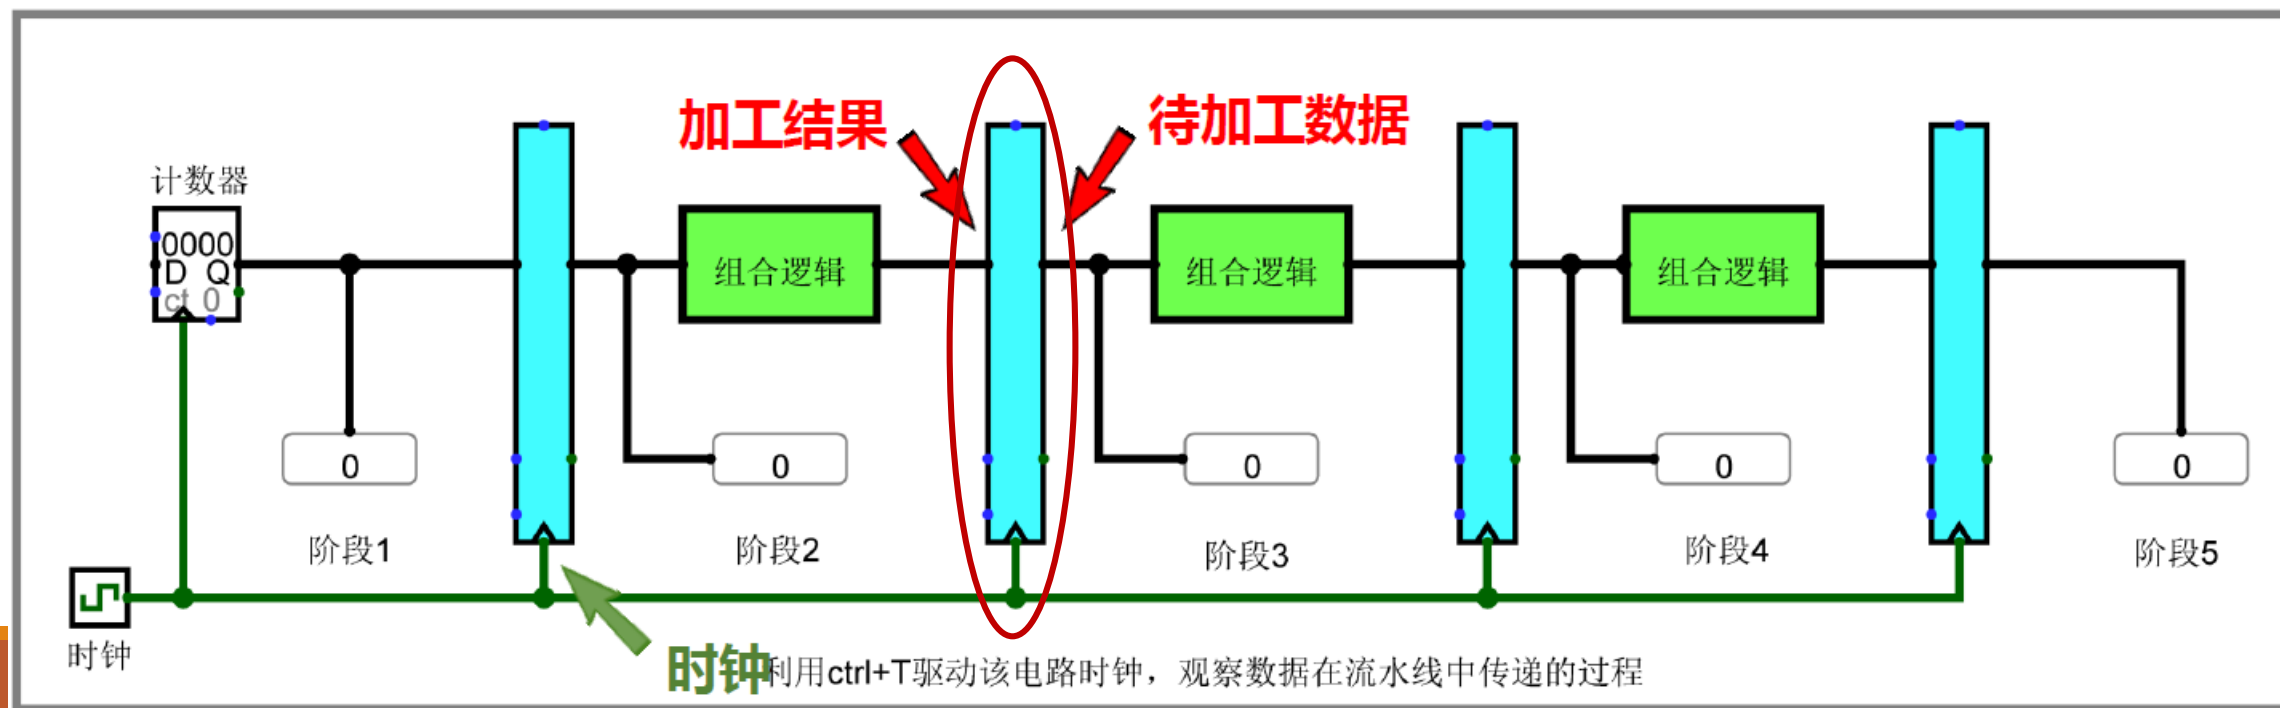 加工结果
待加工数据
计数器
0000
D Q
ct 0
组合逻辑
组合逻辑
组合逻辑
0
0
0
0
0
阶段1
阶段2
阶段3
阶段4
阶段5
时钟
时钟
利用ctrl+T驱动该电路时钟，观察数据在流水线中传递的过程